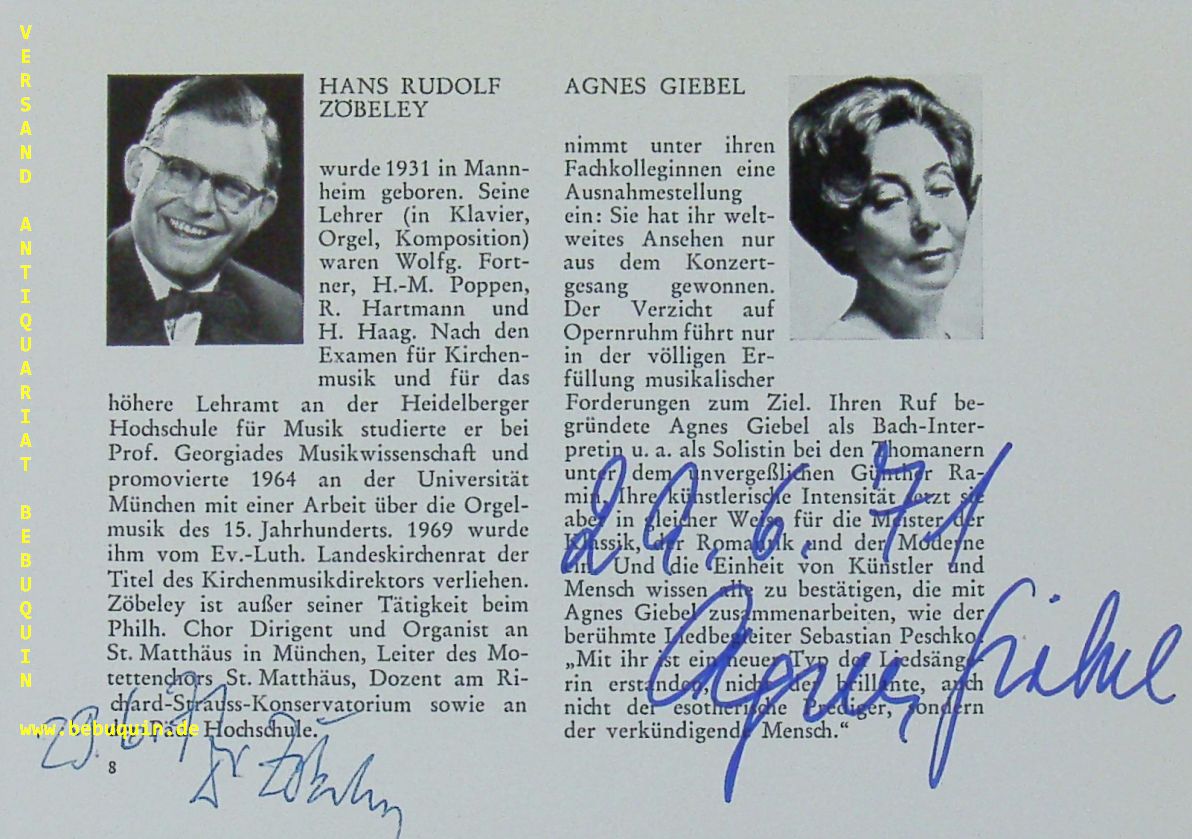 VERSAND ANTIQUARIAT BEBUQUIN
HANS RUDOLF
ZÖBELEY
wurde 1931 in Mann-
heim geboren. Seine
Lehrer (in Klavier,
Orgel, Komposition)
waren Wolfg. Fort-
ner, H.-M. Poppen,
R. Hartmann und
H. Haag. Nach den
Examen für Kirchen-
musik und für das
höhere Lehramt an der Heidelberger
Hochschule für Musik studierte er bei
Prof. Georgiades Musikwissenschaft und
promovierte 1964 an der Universität
München mit einer Arbeit über die Orgel-
musik des 15. Jahrhunderts. 1969 wurde
ihm vom Ev.-Luth. Landeskirchenrat der
Titel des Kirchenmusikdirektors verliehen.
Zöbeley ist außer seiner Tätigkeit beim
Philh. Chor Dirigent und Organist an
St. Matthäus in München, Leiter des Mo-
tettenchors St. Matthäus, Dozent am Ri-
chard-Strauss-Konservatorium sowie an
der Päd. Hochschule.
www.bebuquin.de
29.6.71
Dr Zöbeley
8
AGNES GIEBEL
nimmt unter ihren
Fachkolleginnen eine
Ausnahmestellung
ein: Sie hat ihr welt-
weites Ansehen nur
aus dem Konzert-
gesang gewonnen.
Der Verzicht auf
Opernruhm führt nur
in der völligen Er-
füllung musikalischer
Forderungen zum Ziel. Ihren Ruf be-
gründete Agnes Giebel als Bach-Inter-
pretin u. a. als Solistin bei den Thomanern
unter dem unvergeßlichen Günther Ra-
min. Ihre künstlerische Intensität setzt sie
aber in gleicher Weise für die Meister der
Klassik, der Romantik und der Moderne
ein. Und die Einheit von Künstler und
Mensch wissen alle zu bestätigen, die mit
Agnes Giebel zusammenarbeiten, wie der
berühmte Liedbegleiter Sebastian Peschko:
„Mit ihr ist ein neuer Typ der Liedsänge-
rin erstanden, nicht der brillante, auch
nicht der esoterische Prediger, sondern
der verkündigende Mensch.“
29.6.71
Agnes Giebel